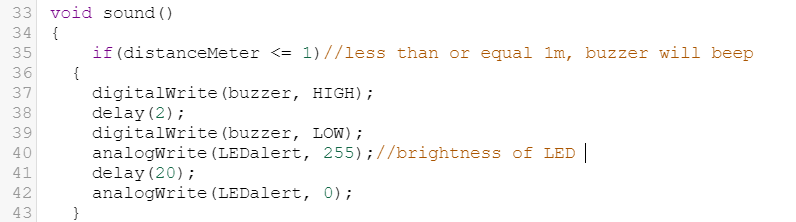 33 void sound()
34 {
35     if(distanceMeter <= 1)//less than or equal 1m, buzzer will beep
36   {
37     digitalWrite(buzzer, HIGH);
38     delay(2);
39     digitalWrite(buzzer, LOW);
40     analogWrite(LEDalert, 255);//brightness of LED
41     delay(20);
42     analogWrite(LEDalert, 0);
43   }